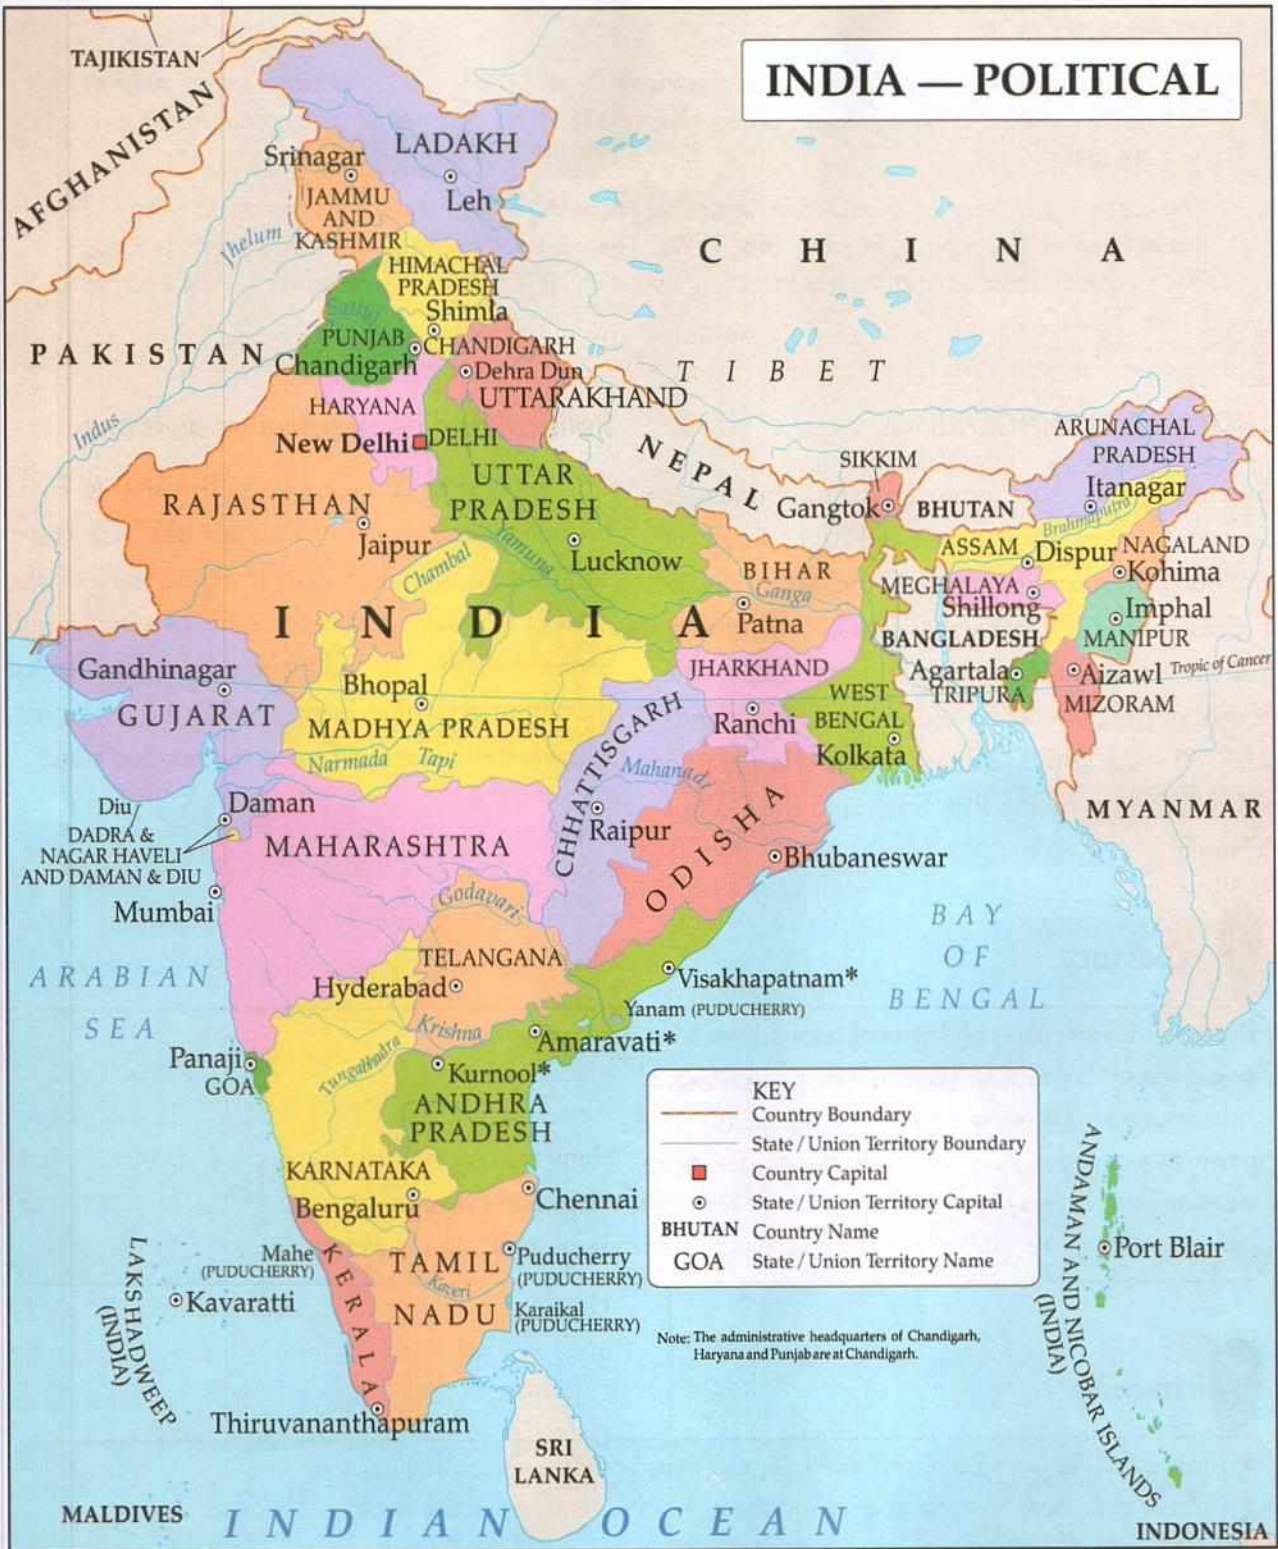 INDIA — POLITICAL
TAJIKISTAN
AFGHANISTAN
LADAKH
Srinagar
Leh
JAMMU
AND
KASHMIR
Jhelum
C H I N A
HIMACHAL
PRADESH
Shimla
Satluj
PUNJAB
CHANDIGARH
Chandigarh
PAKISTAN
Dehra Dun
UTTARAKHAND
T I B E T
HARYANA
Indus
New Delhi
DELHI
NEPAL
ARUNACHAL
PRADESH
SIKKIM
UTTAR
PRADESH
Itanagar
RAJASTHAN
Gangtok
BHUTAN
Brahmaputra
Jaipur
Chambal
Yamuna
Lucknow
ASSAM
Dispur
NAGALAND
BIHAR
Kohima
Ganga
MEGHALAYA
Shillong
Imphal
I N D I A
Patna
BANGLADESH
MANIPUR
Gandhinagar
JHARKHAND
Agartala
Aizawl
Tropic of Cancer
Bhopal
WEST
BENGAL
TRIPURA
MIZORAM
GUJARAT
MADHYA PRADESH
CHHATTISGARH
Ranchi
Kolkata
Narmada
Tapi
Mahanadi
Diu
Daman
DADRA &
NAGAR HAVELI
AND DAMAN & DIU
MAHARASHTRA
Raipur
ODISHA
MYANMAR
Bhubaneswar
Mumbai
Godavari
BAY
OF
BENGAL
ARABIAN
SEA
TELANGANA
Hyderabad
Visakhapatnam*
Yanam (PUDUCHERRY)
Krishna
Amaravati*
Panaji
GOA
Tungabhadra
Kurnool*
ANDHRA
PRADESH
KARNATAKA
Bengaluru
Chennai
KEY
Country Boundary
State / Union Territory Boundary
Country Capital
State / Union Territory Capital
BHUTAN Country Name
GOA State / Union Territory Name
Note: The administrative headquarters of Chandigarh,
Haryana and Punjab are at Chandigarh.
ANDAMAN AND NICOBAR ISLANDS
(INDIA)
Port Blair
LAKSHADWEEP
(INDIA)
Mahe
(PUDUCHERRY)
Kavaratti
KERALA
TAMIL
NADU
Kaveri
Puducherry
(PUDUCHERRY)
Karaikal
(PUDUCHERRY)
Thiruvananthapuram
SRI
LANKA
MALDIVES
INDIAN OCEAN
INDONESIA